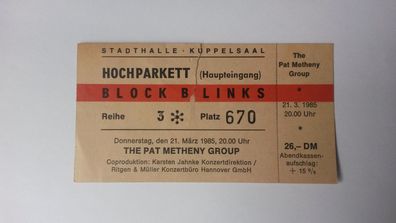 STADTHALLE · KUPPELSAAL
HOCHPARKETT (Haupteingang)
BLOCK B LINKS
Reihe 3 ✻ Platz 670
Donnerstag, den 21. März 1985, 20.00 Uhr
THE PAT METHENY GROUP
Coproduktion: Karsten Jahnke Konzertdirektion /
Ritgen & Müller Konzertbüro Hannover GmbH
The
Pat Metheny
Group
*
21. 3. 1985
20.00 Uhr
*
26,– DM
Abendkassen-
aufschlag:
+ 15 %